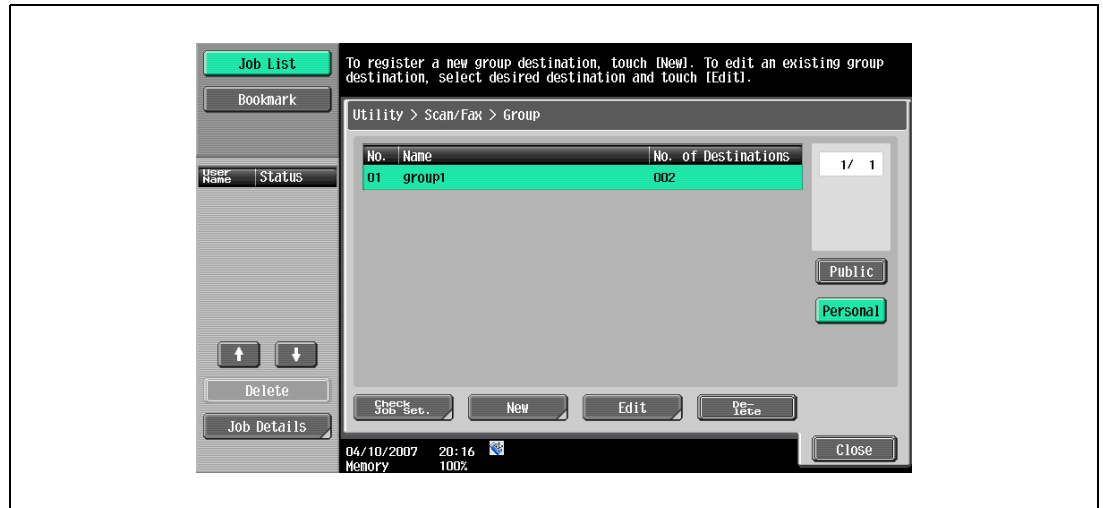 Job List
Bookmark
User Name Status
Delete
Job Details
To register a new group destination, touch [New]. To edit an existing group
destination, select desired destination and touch [Edit].
Utility > Scan/Fax > Group
No. Name No. of Destinations
01 group1 002
1/ 1
Public
Personal
Check Job Set.
New
Edit
De-
lete
04/10/2007 20:16
Memory 100%
Close